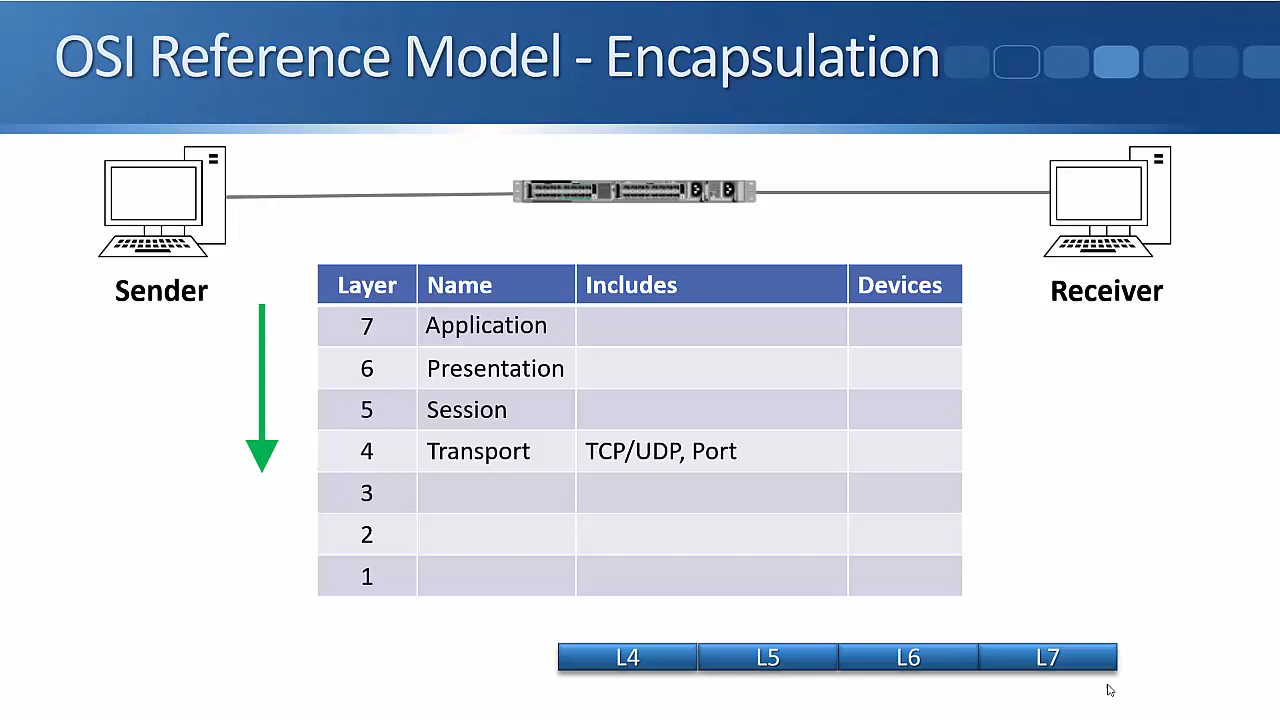 OSI Reference Model - Encapsulation
Sender
Receiver
Layer Name Includes Devices
7 Application
6 Presentation
5 Session
4 Transport TCP/UDP, Port
3
2
1
L4 L5 L6 L7